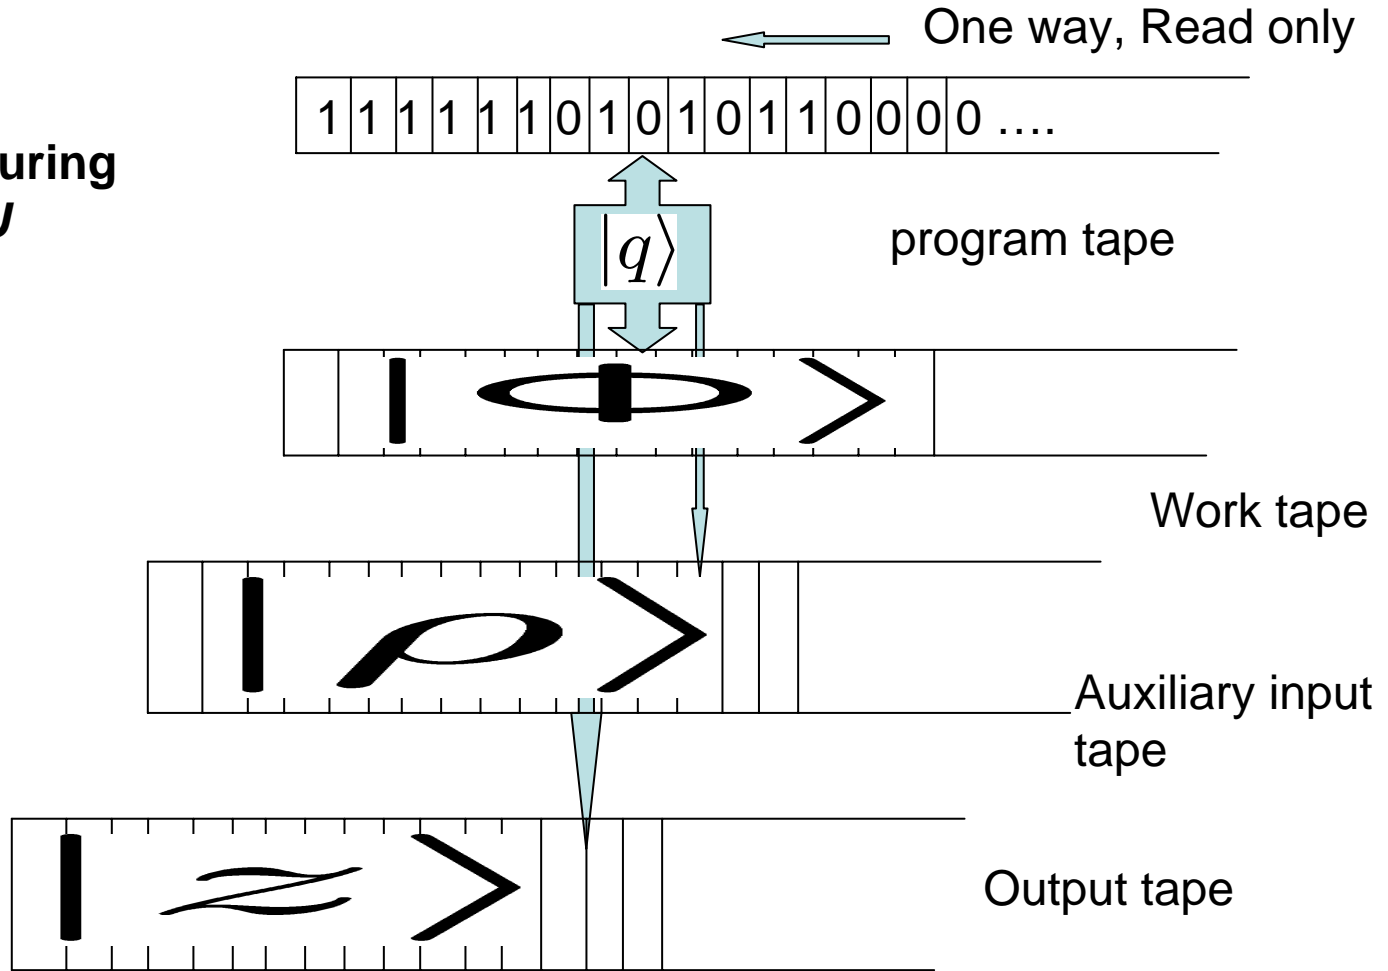 One way, Read only
1 1 1 1 1 1 0 1 0 1 0 1 1 0 0 0 0 ....
uring
|q⟩
program tape
|Φ⟩
Work tape
|ρ⟩
Auxiliary input
tape
|z⟩
Output tape